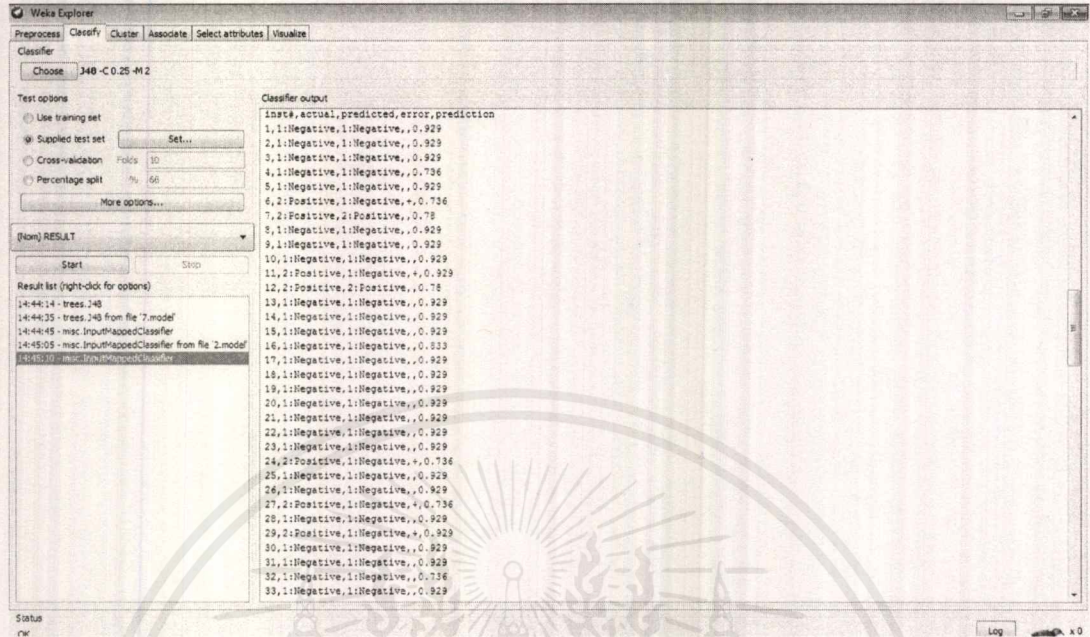 Weka Explorer
Preprocess Classify Cluster Associate Select attributes Visualize
Classifier
Choose J48 -C 0.25 -M 2
Test options
Use training set
Supplied test set Set...
Cross-validation Folds 10
Percentage split % 66
More options...
(Nom) RESULT
Start Stop
Result list (right-click for options)
14:44:14 - trees.J48
14:44:35 - trees.J48 from file '7.model'
14:44:45 - misc.InputMappedClassifier
14:45:05 - misc.InputMappedClassifier from file '2.model'
14:45:10 - misc.InputMappedClassifier
Classifier output
inst#,actual,predicted,error,prediction
1,1:Negative,1:Negative,,0.929
2,1:Negative,1:Negative,,0.929
3,1:Negative,1:Negative,,0.929
4,1:Negative,1:Negative,,0.736
5,1:Negative,1:Negative,,0.929
6,2:Positive,1:Negative,+,0.736
7,2:Positive,2:Positive,,0.78
8,1:Negative,1:Negative,,0.929
9,1:Negative,1:Negative,,0.929
10,1:Negative,1:Negative,,0.929
11,2:Positive,1:Negative,+,0.929
12,2:Positive,2:Positive,,0.78
13,1:Negative,1:Negative,,0.929
14,1:Negative,1:Negative,,0.929
15,1:Negative,1:Negative,,0.929
16,1:Negative,1:Negative,,0.833
17,1:Negative,1:Negative,,0.929
18,1:Negative,1:Negative,,0.929
19,1:Negative,1:Negative,,0.929
20,1:Negative,1:Negative,,0.929
21,1:Negative,1:Negative,,0.929
22,1:Negative,1:Negative,,0.929
23,1:Negative,1:Negative,,0.929
24,2:Positive,1:Negative,+,0.736
25,1:Negative,1:Negative,,0.929
26,1:Negative,1:Negative,,0.929
27,2:Positive,1:Negative,+,0.736
28,1:Negative,1:Negative,,0.929
29,2:Positive,1:Negative,+,0.929
30,1:Negative,1:Negative,,0.929
31,1:Negative,1:Negative,,0.929
32,1:Negative,1:Negative,,0.736
33,1:Negative,1:Negative,,0.929
Status
OK
Log x 0